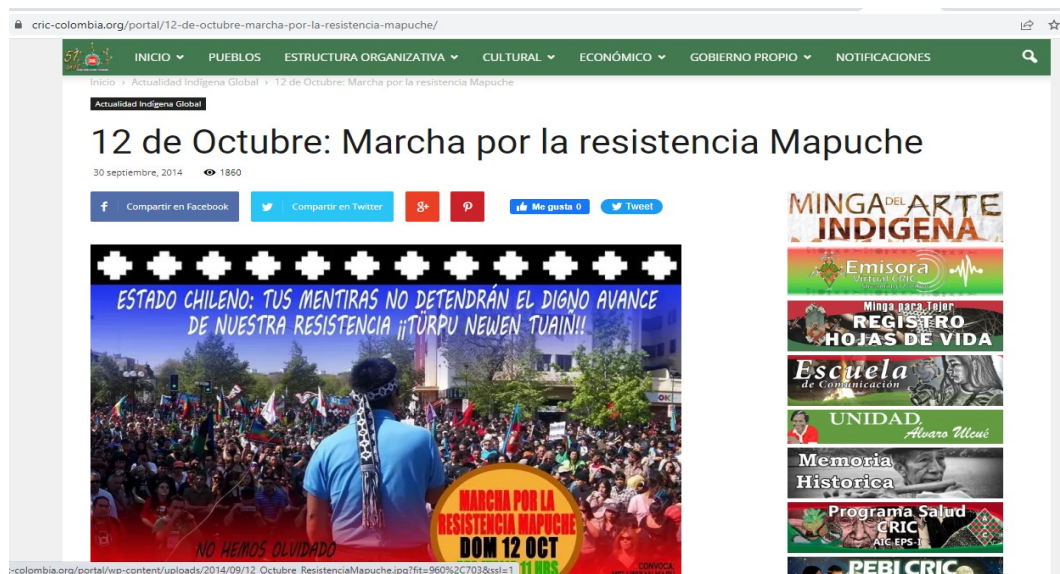 cric-colombia.org/portal/12-de-octubre-marcha-por-la-resistencia-mapuche/
INICIO PUEBLOS ESTRUCTURA ORGANIZATIVA CULTURAL ECONÓMICO GOBIERNO PROPIO NOTIFICACIONES
Inicio › Actualidad Indígena Global › 12 de Octubre: Marcha por la resistencia Mapuche
Actualidad Indígena Global
12 de Octubre: Marcha por la resistencia Mapuche
30 septiembre, 2014 1860
Compartir en Facebook Compartir en Twitter Me gusta 0 Tweet
ESTADO CHILENO: TUS MENTIRAS NO DETENDRÁN EL DIGNO AVANCE
DE NUESTRA RESISTENCIA ¡¡TÜRPU NEWEN TUAIÑ!!
MARCHA POR LA
RESISTENCIA MAPUCHE
DOM 12 OCT
11 HRS
NO HEMOS OLVIDADO
CONVOCA:
MINGA DEL ARTE
INDIGENA
Emisora
Virtual CRIC
Minga para Tejer
REGISTRO
HOJAS DE VIDA
Escuela
de Comunicación
UNIDAD
Alvaro Ulcué
Memoria
Historica
Programa Salud
CRIC
AIC EPS-I
PEBI CRIC
c-colombia.org/portal/wp-content/uploads/2014/09/12_Octubre_ResistenciaMapuche.jpg?fit=960%2C703&ssl=1